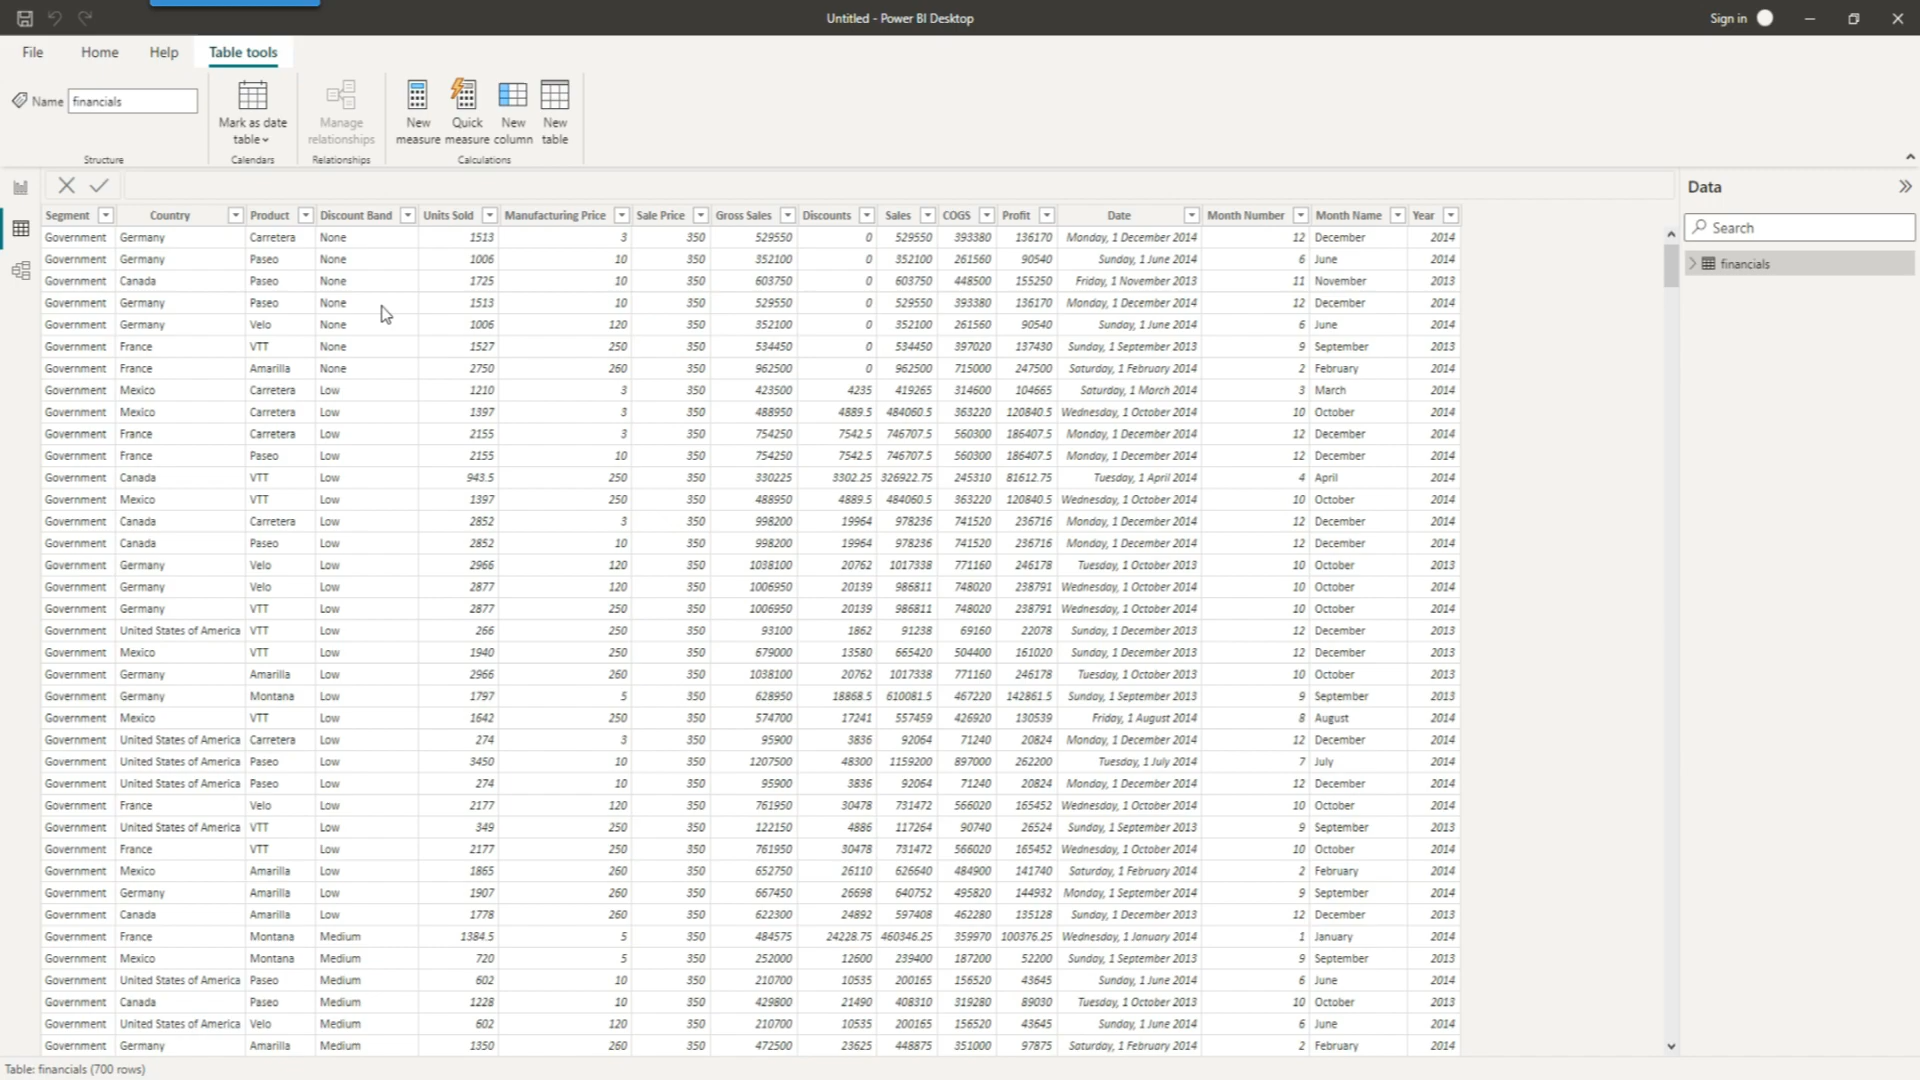 Untitled - Power BI Desktop
Sign in
File Home Help Table tools
Name financials
Mark as date table
Manage relationships
New measure
Quick measure
New column
New table
Structure Calendars Relationships Calculations
Data
Search
financials
Segment Country Product Discount Band Units Sold Manufacturing Price Sale Price Gross Sales Discounts Sales COGS Profit Date Month Number Month Name Year
Government Germany Carretera None 1513 3 350 529550 0 529550 393380 136170 Monday, 1 December 2014 12 December 2014
Government Germany Paseo None 1006 10 350 352100 0 352100 261560 90540 Sunday, 1 June 2014 6 June 2014
Government Canada Paseo None 1725 10 350 603750 0 603750 448500 155250 Friday, 1 November 2013 11 November 2013
Government Germany Paseo None 1513 10 350 529550 0 529550 393380 136170 Monday, 1 December 2014 12 December 2014
Government Germany Velo None 1006 120 350 352100 0 352100 261560 90540 Sunday, 1 June 2014 6 June 2014
Government France VTT None 1527 250 350 534450 0 534450 397020 137430 Sunday, 1 September 2013 9 September 2013
Government France Amarilla None 2750 260 350 962500 0 962500 715000 247500 Saturday, 1 February 2014 2 February 2014
Government Mexico Carretera Low 1210 3 350 423500 4235 419265 314600 104665 Saturday, 1 March 2014 3 March 2014
Government Mexico Carretera Low 1397 3 350 488950 4889.5 484060.5 363220 120840.5 Wednesday, 1 October 2014 10 October 2014
Government France Carretera Low 2155 3 350 754250 7542.5 746707.5 560300 186407.5 Monday, 1 December 2014 12 December 2014
Government France Paseo Low 2155 10 350 754250 7542.5 746707.5 560300 186407.5 Monday, 1 December 2014 12 December 2014
Government Canada VTT Low 943.5 250 350 330225 3302.25 326922.75 245310 81612.75 Tuesday, 1 April 2014 4 April 2014
Government Mexico VTT Low 1397 250 350 488950 4889.5 484060.5 363220 120840.5 Wednesday, 1 October 2014 10 October 2014
Government Canada Carretera Low 2852 3 350 998200 19964 978236 741520 236716 Monday, 1 December 2014 12 December 2014
Government Canada Paseo Low 2852 10 350 998200 19964 978236 741520 236716 Monday, 1 December 2014 12 December 2014
Government Germany Velo Low 2966 120 350 1038100 20762 1017338 771160 246178 Tuesday, 1 October 2013 10 October 2013
Government Germany Velo Low 2877 120 350 1006950 20139 986811 748020 238791 Wednesday, 1 October 2014 10 October 2014
Government Germany VTT Low 2877 250 350 1006950 20139 986811 748020 238791 Wednesday, 1 October 2014 10 October 2014
Government United States of America VTT Low 266 250 350 93100 1862 91238 69160 22078 Sunday, 1 December 2013 12 December 2013
Government Mexico VTT Low 1940 250 350 679000 13580 665420 504400 161020 Sunday, 1 December 2013 12 December 2013
Government Germany Amarilla Low 2966 260 350 1038100 20762 1017338 771160 246178 Tuesday, 1 October 2013 10 October 2013
Government Germany Montana Low 1797 5 350 628950 18868.5 610081.5 467220 142861.5 Sunday, 1 September 2013 9 September 2013
Government Mexico VTT Low 1642 250 350 574700 17241 557459 426920 130539 Friday, 1 August 2014 8 August 2014
Government United States of America Carretera Low 274 3 350 95900 3836 92064 71240 20824 Monday, 1 December 2014 12 December 2014
Government United States of America Paseo Low 3450 10 350 1207500 48300 1159200 897000 262200 Tuesday, 1 July 2014 7 July 2014
Government United States of America Paseo Low 274 10 350 95900 3836 92064 71240 20824 Monday, 1 December 2014 12 December 2014
Government France Velo Low 2177 120 350 761950 30478 731472 566020 165452 Wednesday, 1 October 2014 10 October 2014
Government United States of America VTT Low 349 250 350 122150 4886 117264 90740 26524 Sunday, 1 September 2013 9 September 2013
Government France VTT Low 2177 250 350 761950 30478 731472 566020 165452 Wednesday, 1 October 2014 10 October 2014
Government Mexico Amarilla Low 1865 260 350 652750 26110 626640 484900 141740 Saturday, 1 February 2014 2 February 2014
Government Germany Amarilla Low 1907 260 350 667450 26698 640752 495820 144932 Monday, 1 September 2014 9 September 2014
Government Canada Amarilla Low 1778 260 350 622300 24892 597408 462280 135128 Sunday, 1 December 2013 12 December 2013
Government France Montana Medium 1384.5 5 350 484575 24228.75 460346.25 359970 100376.25 Wednesday, 1 January 2014 1 January 2014
Government Mexico Montana Medium 720 5 350 252000 12600 239400 187200 52200 Sunday, 1 September 2013 9 September 2013
Government United States of America Paseo Medium 602 10 350 210700 10535 200165 156520 43645 Sunday, 1 June 2014 6 June 2014
Government Canada Paseo Medium 1228 10 350 429800 21490 408310 319280 89030 Tuesday, 1 October 2013 10 October 2013
Government United States of America Velo Medium 602 120 350 210700 10535 200165 156520 43645 Sunday, 1 June 2014 6 June 2014
Government Germany Amarilla Medium 1350 260 350 472500 23625 448875 351000 97875 Saturday, 1 February 2014 2 February 2014
Table: financials (700 rows)